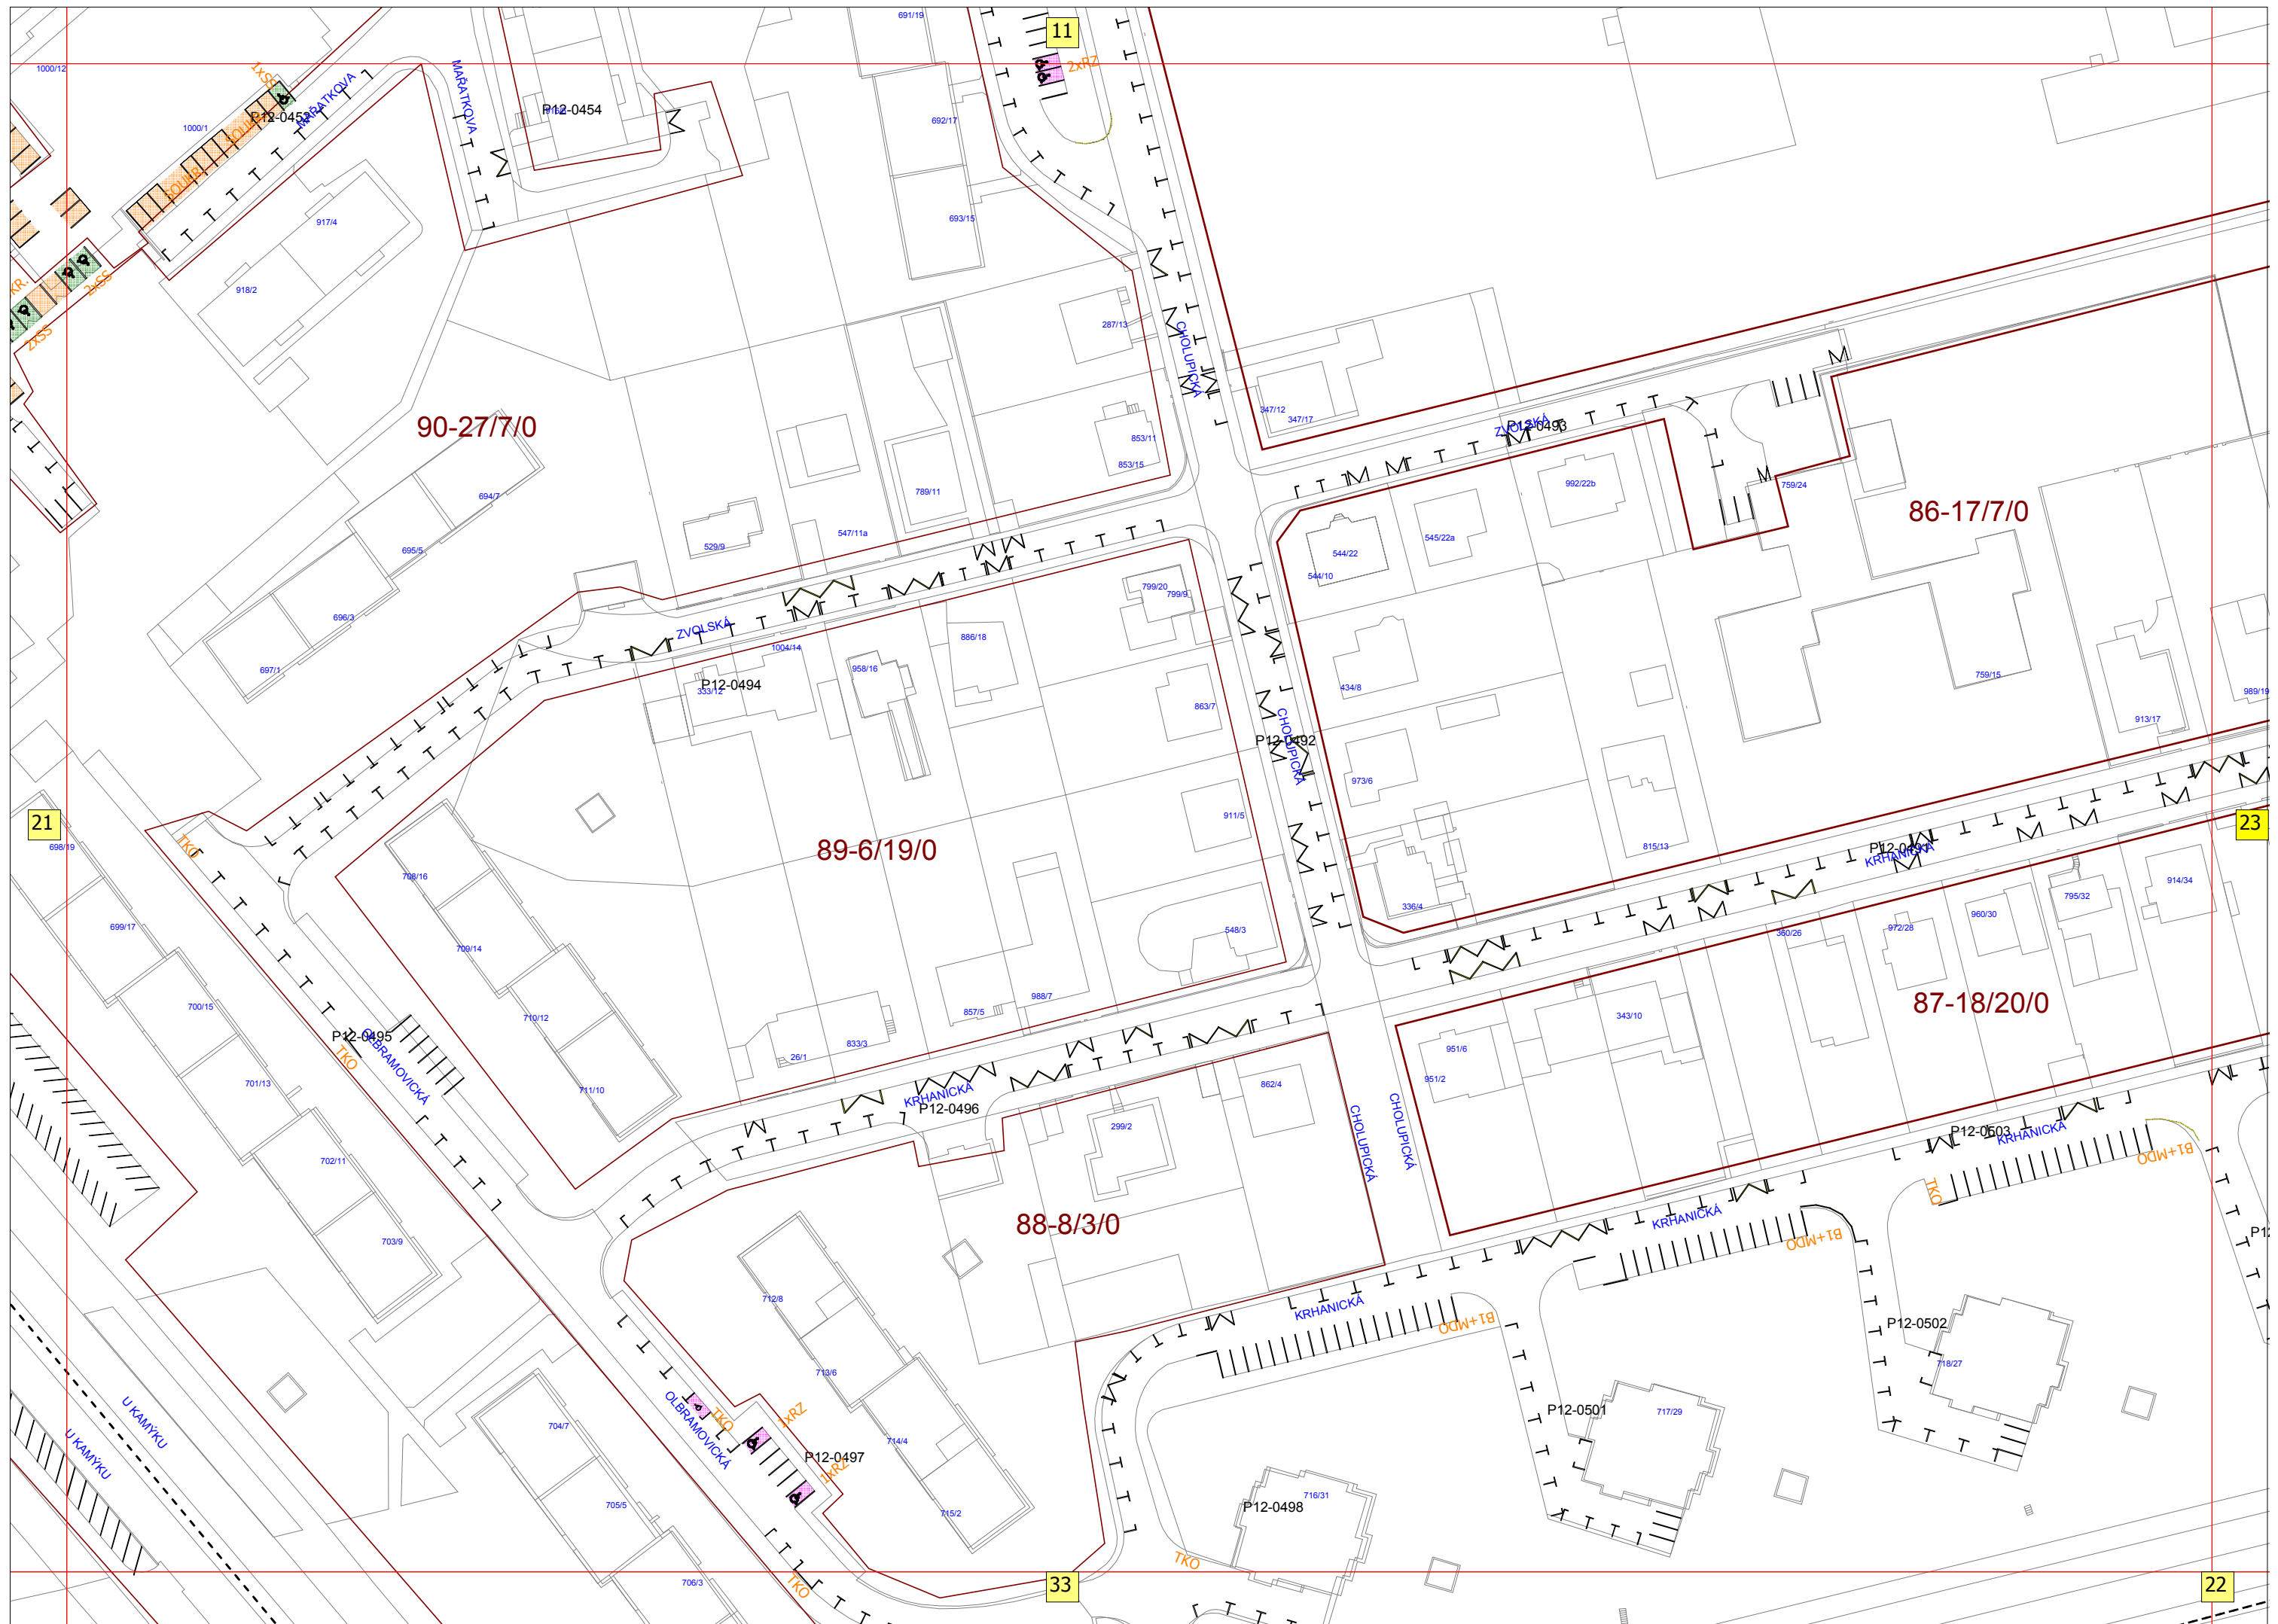 691/19
11
2xRZ
1000/12
1xSS
MAŘATKOVA
MAŘATKOVA
P12-0454
692/17
1000/1
SOUKR.
SOUKR.
693/15
917/4
918/2
2xSS
KR.
2xSS
287/13
CHOLUPICKÁ
347/12
347/17
ZVOLSKÁ
P12-0493
90-27/7/0
853/11
853/15
694/7
789/11
992/22b
759/24
86-17/7/0
695/5
529/9
547/11a
544/22
545/22a
544/10
799/20
799/9
696/3
ZVOLSKÁ
886/18
697/1
1004/14
958/16
P12-0494
333/12
434/8
759/15
989/19
863/7
913/17
CHOLUPICKÁ
P12-0492
973/6
21
911/5
23
698/19
TKO
89-6/19/0
815/13
KRHANICKÁ
708/16
914/34
795/32
336/4
960/30
699/17
709/14
548/3
360/26
972/28
700/15
710/12
857/5
988/7
343/10
87-18/20/0
P12-0495
OLBRAMOVICKÁ
TKO
26/1
833/3
951/6
951/2
701/13
711/10
KRHANICKÁ
P12-0496
862/4
299/2
CHOLUPICKÁ
CHOLUPICKÁ
P12-0503
KRHANICKÁ
B1+MDO
702/11
TKO
88-8/3/0
KRHANICKÁ
B1+MDO
P12
703/9
712/8
KRHANICKÁ
B1+MDO
P12-0502
718/27
713/6
U KAMÝKU
U KAMÝKU
OLBRAMOVICKÁ
TKO
1xRZ
704/7
714/4
P12-0501
717/29
P12-0497
1xRZ
705/5
715/2
P12-0498
716/31
TKO
706/3
TKO
33
22